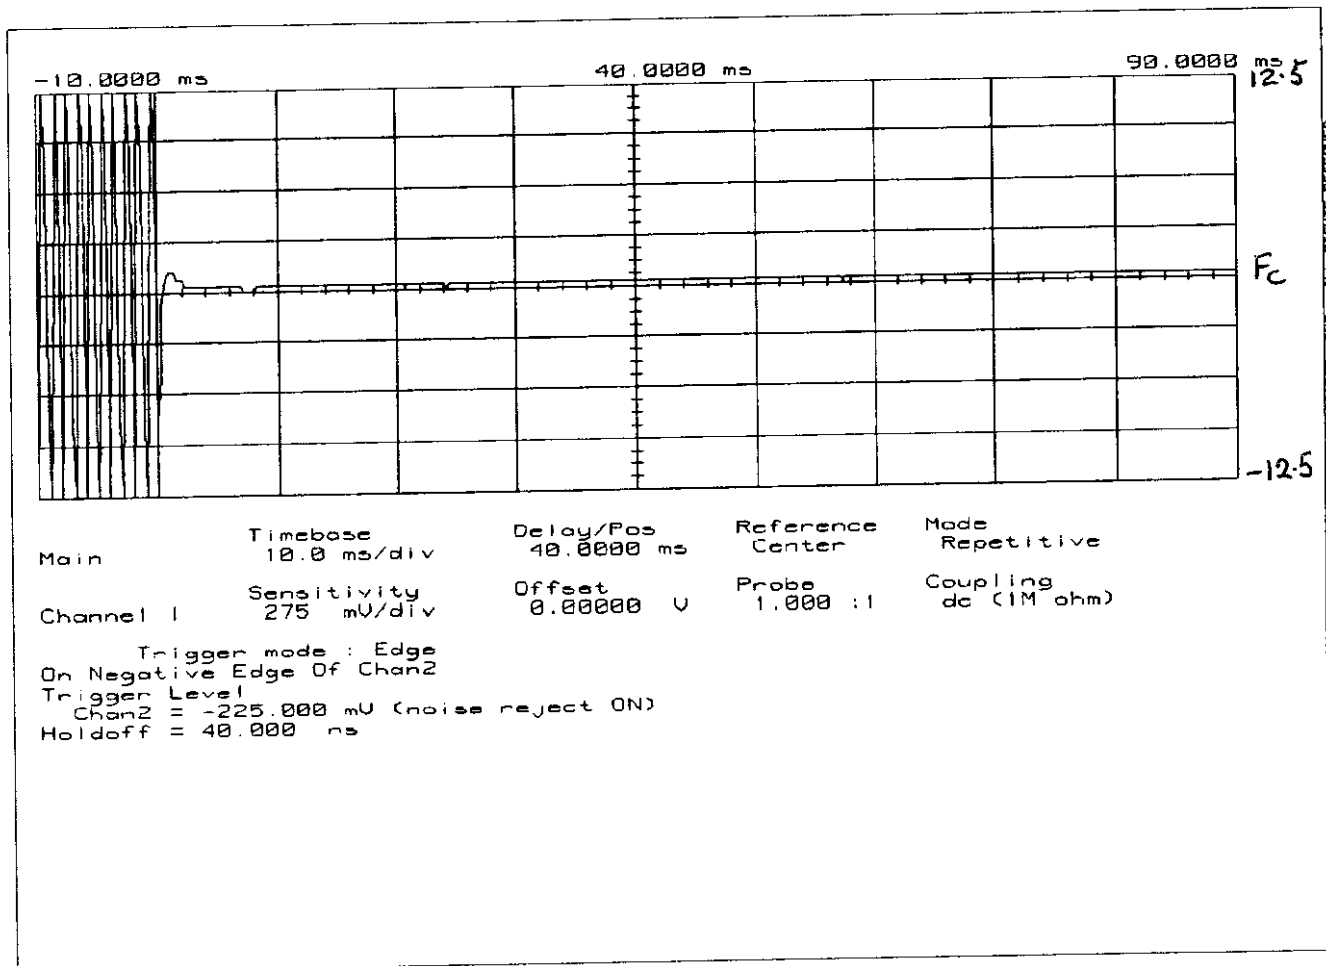 -10.0000 ms 40.0000 ms 90.0000 ms
12.5
Fc
-12.5
Timebase Delay/Pos Reference Mode
Main 10.0 ms/div 40.0000 ms Center Repetitive
Sensitivity Offset Probe Coupling
Channel 1 275 mV/div 0.00000 V 1.000 :1 dc (1M ohm)
Trigger mode : Edge
On Negative Edge Of Chan2
Trigger Level
Chan2 = -225.000 mV (noise reject ON)
Holdoff = 40.000 ns